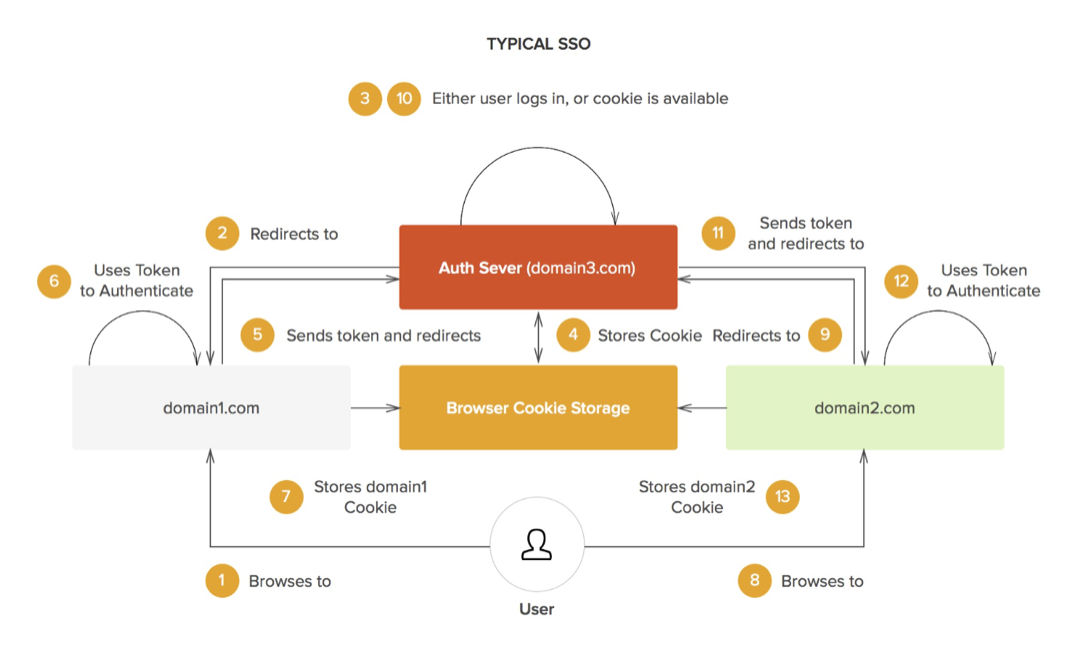 TYPICAL SSO
3 10 Either user logs in, or cookie is available
2 Redirects to
11 Sends token
and redirects to
6 Uses Token
to Authenticate
Auth Sever (domain3.com)
12 Uses Token
to Authenticate
5 Sends token and redirects
4 Stores Cookie
Redirects to 9
domain1.com
Browser Cookie Storage
domain2.com
7 Stores domain1
Cookie
Stores domain2
Cookie 13
1 Browses to
8 Browses to
User